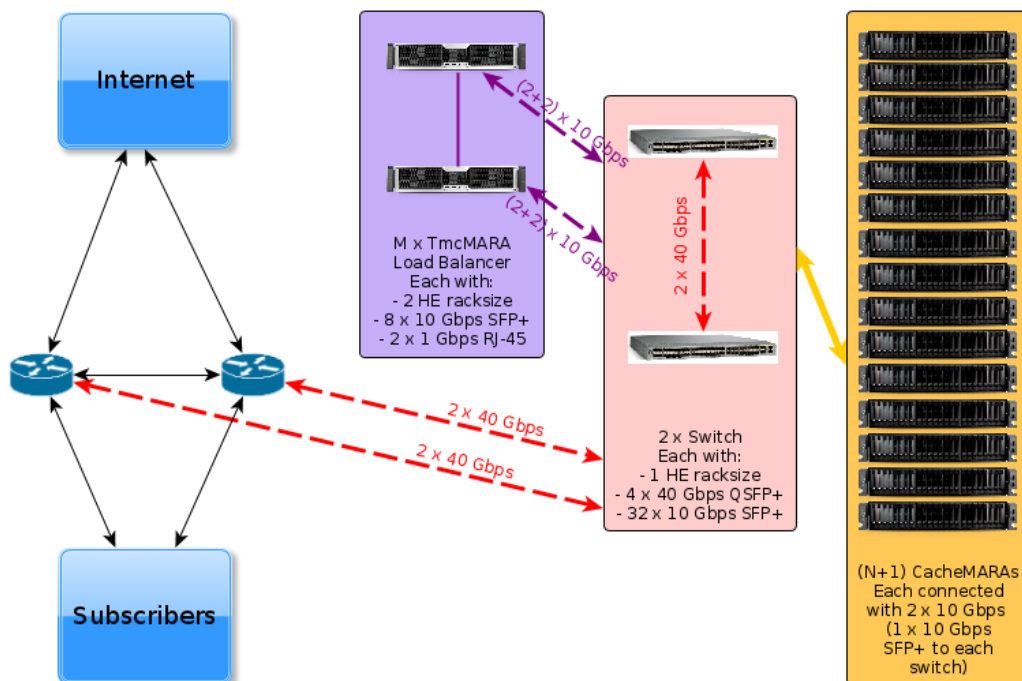 Internet
(2+2) x 10 Gbps
(2+2) x 10 Gbps
M x TmcMARA
Load Balancer
Each with:
- 2 HE racksize
- 8 x 10 Gbps SFP+
- 2 x 1 Gbps RJ-45
2 x 40 Gbps
2 x 40 Gbps
2 x 40 Gbps
2 x Switch
Each with:
- 1 HE racksize
- 4 x 40 Gbps QSFP+
- 32 x 10 Gbps SFP+
(N+1) CacheMARAs
Each connected
with 2 x 10 Gbps
(1 x 10 Gbps
SFP+ to each
switch)
Subscribers